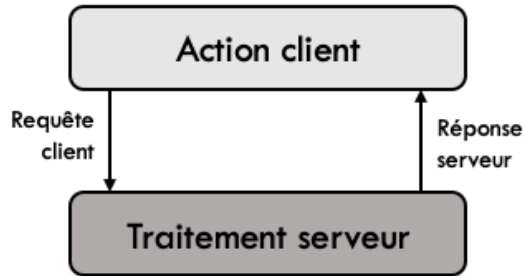 Action client
Requête
client
Réponse
serveur
Traitement serveur